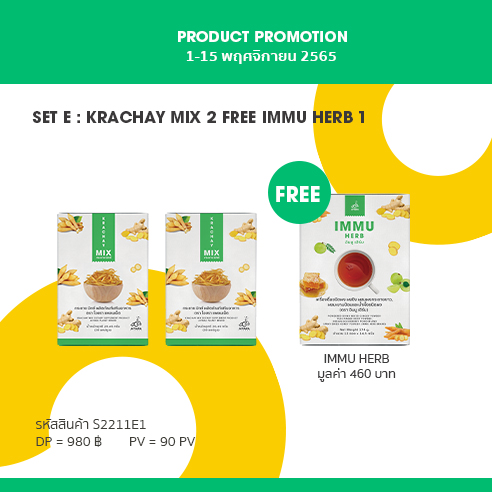 PRODUCT PROMOTION
1-15 พฤศจิกายน 2565
SET E : KRACHAY MIX 2 FREE IMMU HERB 1
FREE
KRACHAY
MIX
KRACHAY
MIX
IMMU
HERB
IMMU HERB
มูลค่า 460 บาท
รหัสสินค้า S2211E1
DP = 980 ฿ PV = 90 PV